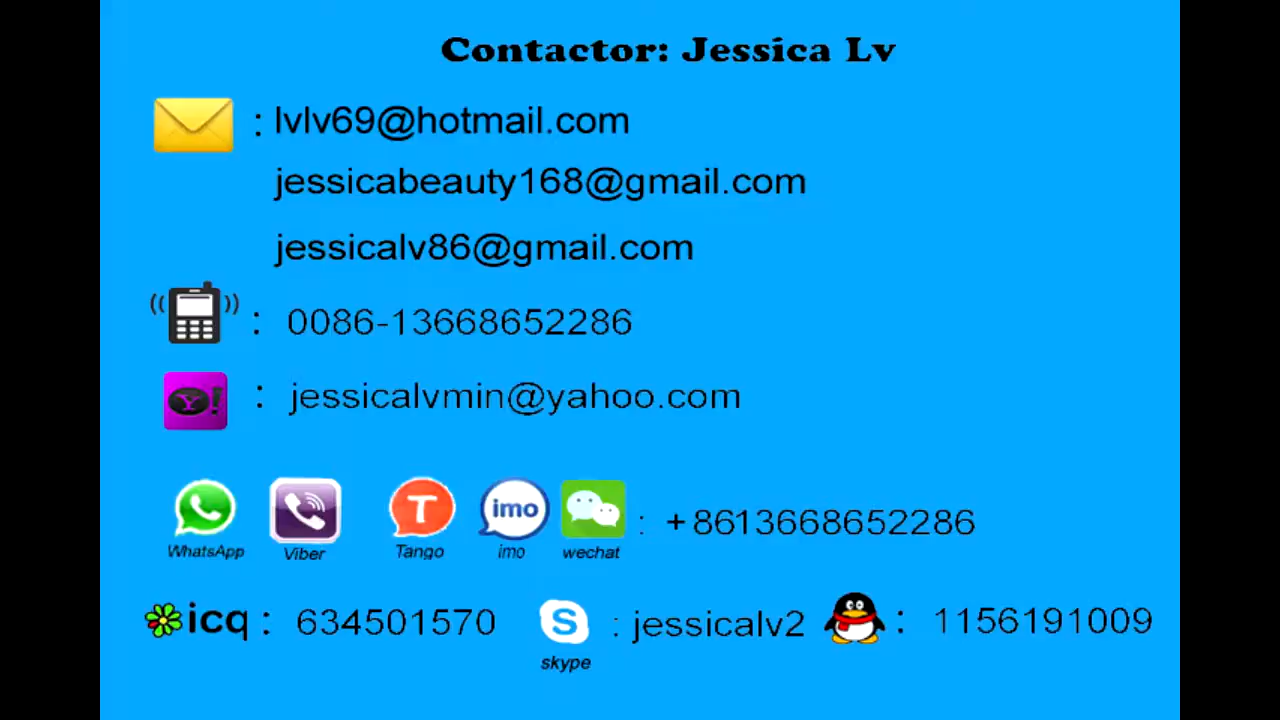 Contactor: Jessica Lv
: lvlv69@hotmail.com
jessicabeauty168@gmail.com
jessicalv86@gmail.com
: 0086-13668652286
Y! : jessicalvmin@yahoo.com
T imo : +8613668652286
WhatsApp Viber Tango imo wechat
icq : 634501570 S : jessicalv2 : 1156191009
skype